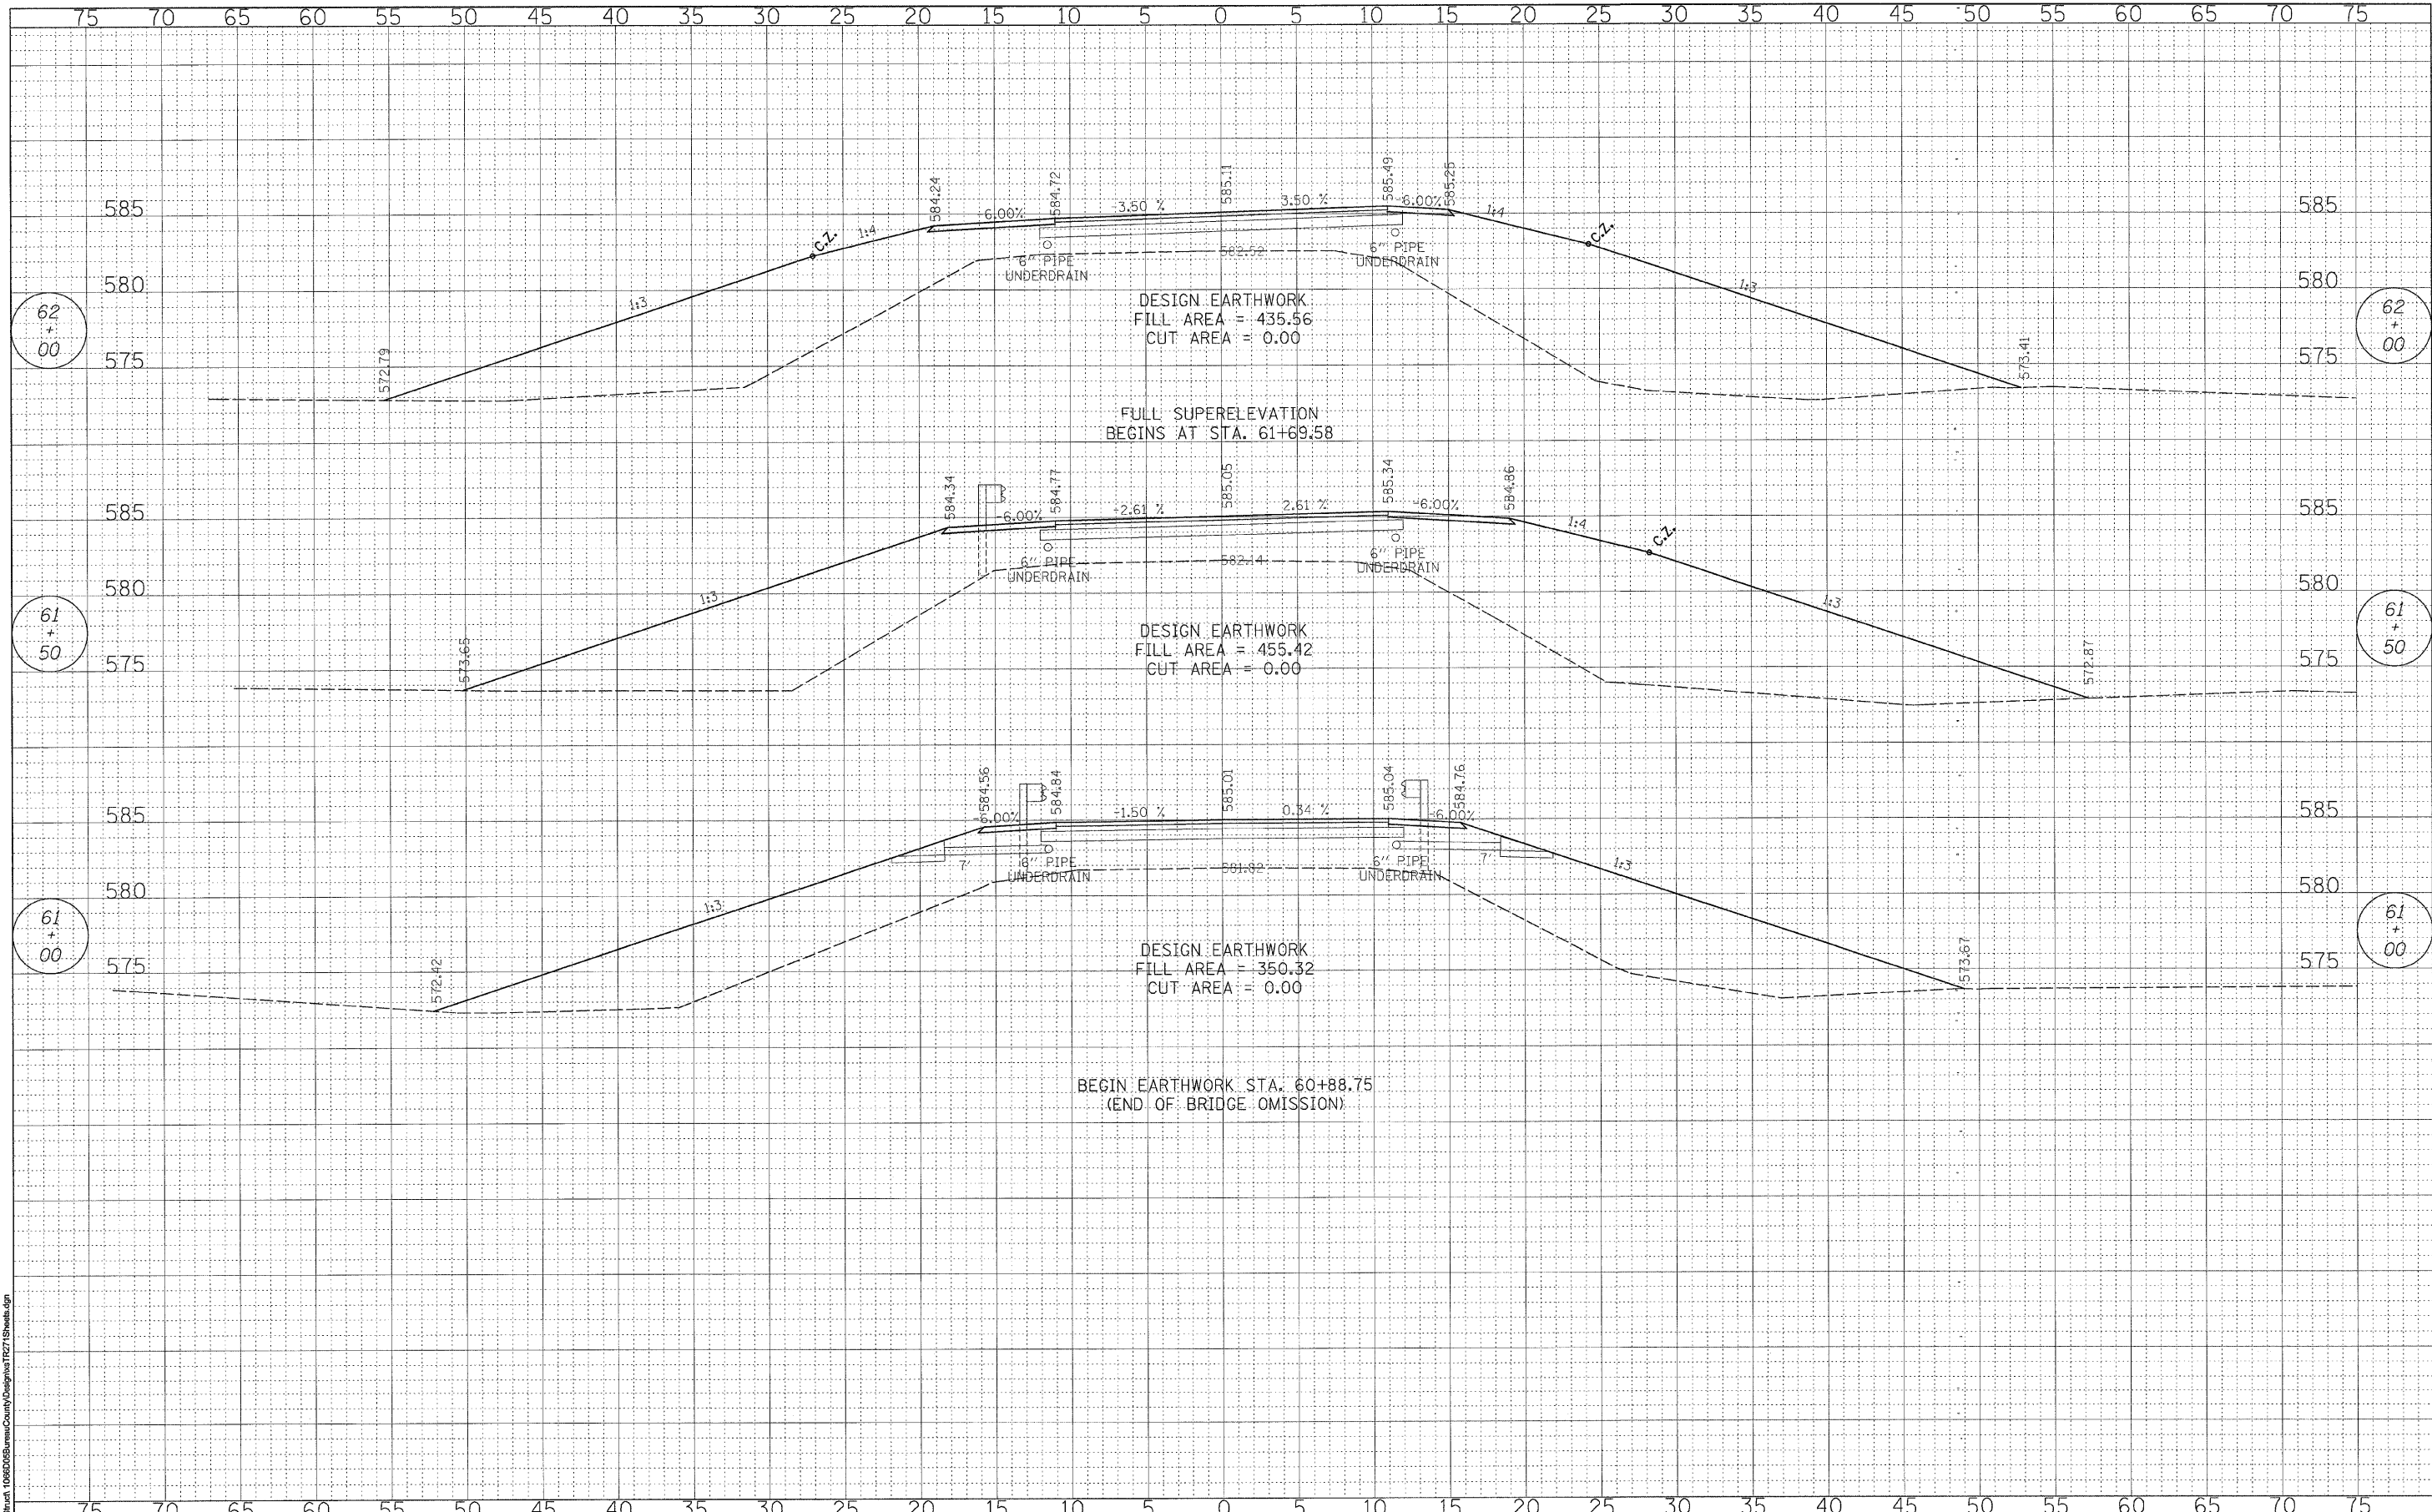 75 70 65 60 55 50 45 40 35 30 25 20 15 10 5 0 5 10 15 20 25 30 35 40 45 50 55 60 65 70 75
584.24 584.72 585.11 585.49 585.25
-6.00% -3.50 % 3.50 % -6.00%
585 1:4 1:4 585
C.Z. C.Z.
582.52
6" PIPE UNDERDRAIN
6" PIPE UNDERDRAIN
580 1:3 1:3 580
62 + 00
62 + 00
DESIGN EARTHWORK
FILL AREA = 435.56
CUT AREA = 0.00
575 572.79 573.41 575
FULL SUPERELEVATION
BEGINS AT STA. 61+69.58
584.34 584.77 585.05 585.34 584.86
-6.00% -2.61 % 2.61 % -6.00%
585 1:4 585
C.Z.
582.14
6" PIPE UNDERDRAIN
6" PIPE UNDERDRAIN
580 1:3 1:3 580
61 + 50
61 + 50
DESIGN EARTHWORK
FILL AREA = 455.42
CUT AREA = 0.00
575 573.65 572.87 575
584.56 584.84 585.01 585.04 584.76
-6.00% -1.50 % 0.34 % -6.00%
585 585
7' 7'
581.82
6" PIPE UNDERDRAIN
6" PIPE UNDERDRAIN
1:3
580 1:3 580
61 + 00
61 + 00
DESIGN EARTHWORK
FILL AREA = 350.32
CUT AREA = 0.00
575 572.42 573.67 575
BEGIN EARTHWORK STA. 60+88.75
(END OF BRIDGE OMISSION)
75 70 65 60 55 50 45 40 35 30 25 20 15 10 5 0 5 10 15 20 25 30 35 40 45 50 55 60 65 70 75